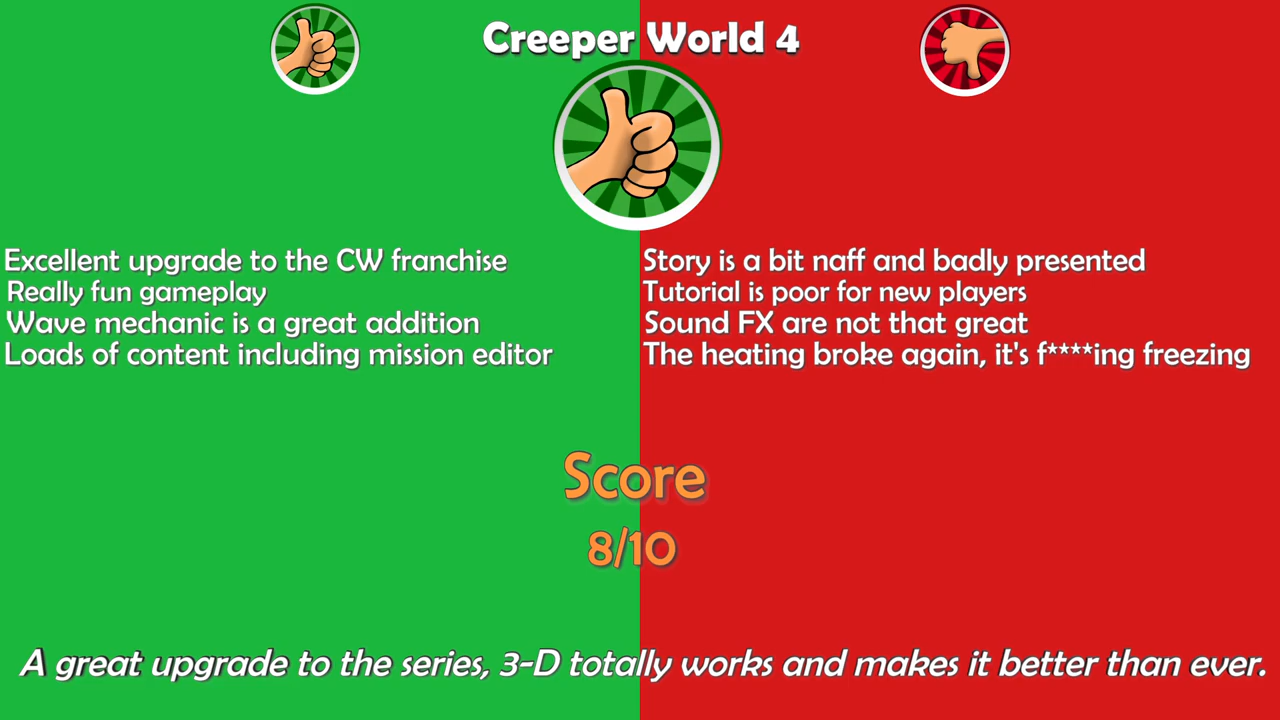 Creeper World 4
Excellent upgrade to the CW franchise
Really fun gameplay
Wave mechanic is a great addition
Loads of content including mission editor
Story is a bit naff and badly presented
Tutorial is poor for new players
Sound FX are not that great
The heating broke again, it's f****ing freezing
Score
8/10
A great upgrade to the series, 3-D totally works and makes it better than ever.